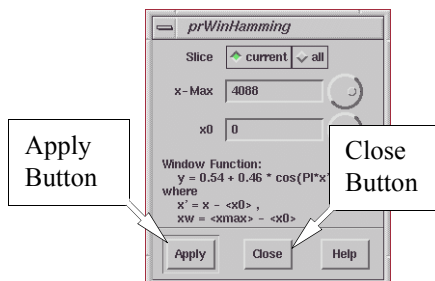 prWinHamming
Slice current all
x-Max 4088
x0 0
Apply
Button
Close
Button
Window Function:
y = 0.54 + 0.46 * cos(PI*x'
where
x' = x - <x0> ,
xw = <xmax> - <x0>
Apply Close Help